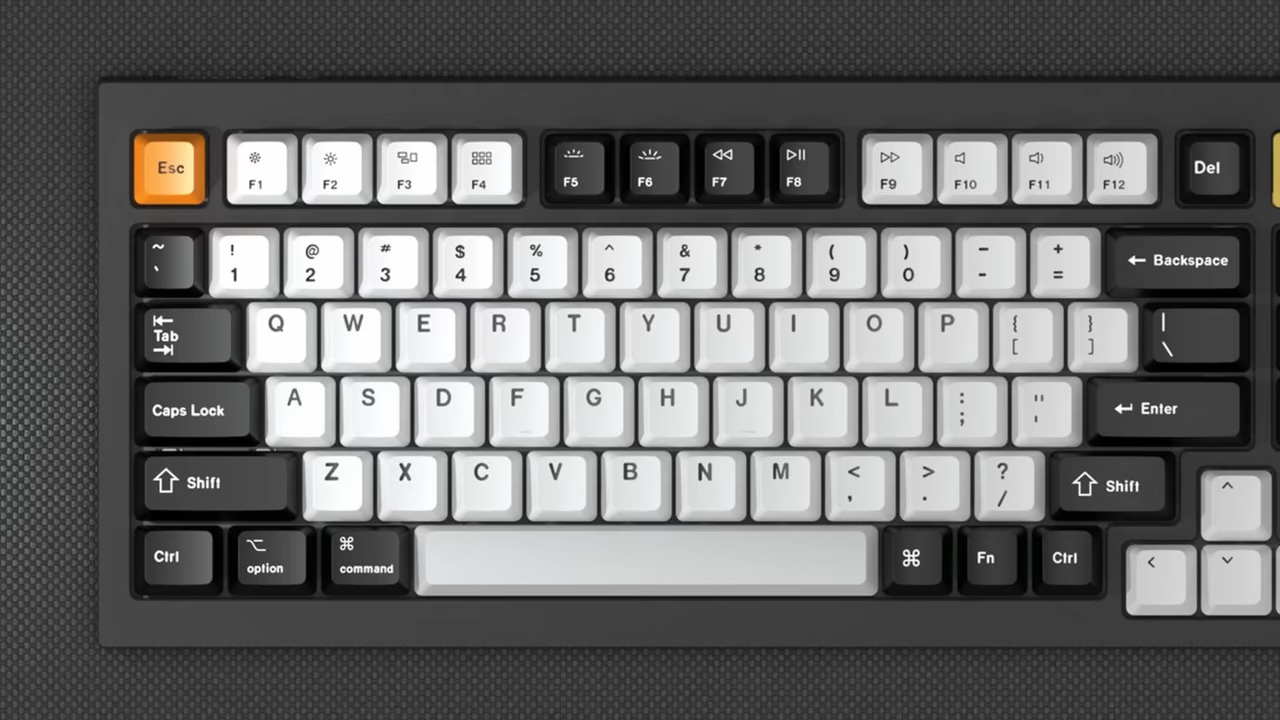 Esc F1 F2 F3 F4 F5 F6 F7 F8 F9 F10 F11 F12 Del
~ ! @ # $ % ^ & * ( ) − +
` 1 2 3 4 5 6 7 8 9 0 - = ← Backspace
Tab Q W E R T Y U I O P { } |
[ ] \
Caps Lock A S D F G H J K L : " ← Enter
; '
⇧ Shift Z X C V B N M < > ? ⇧ Shift
, . /
Ctrl ⌥ ⌘ ⌘ Fn Ctrl
option command
^
< ⌵